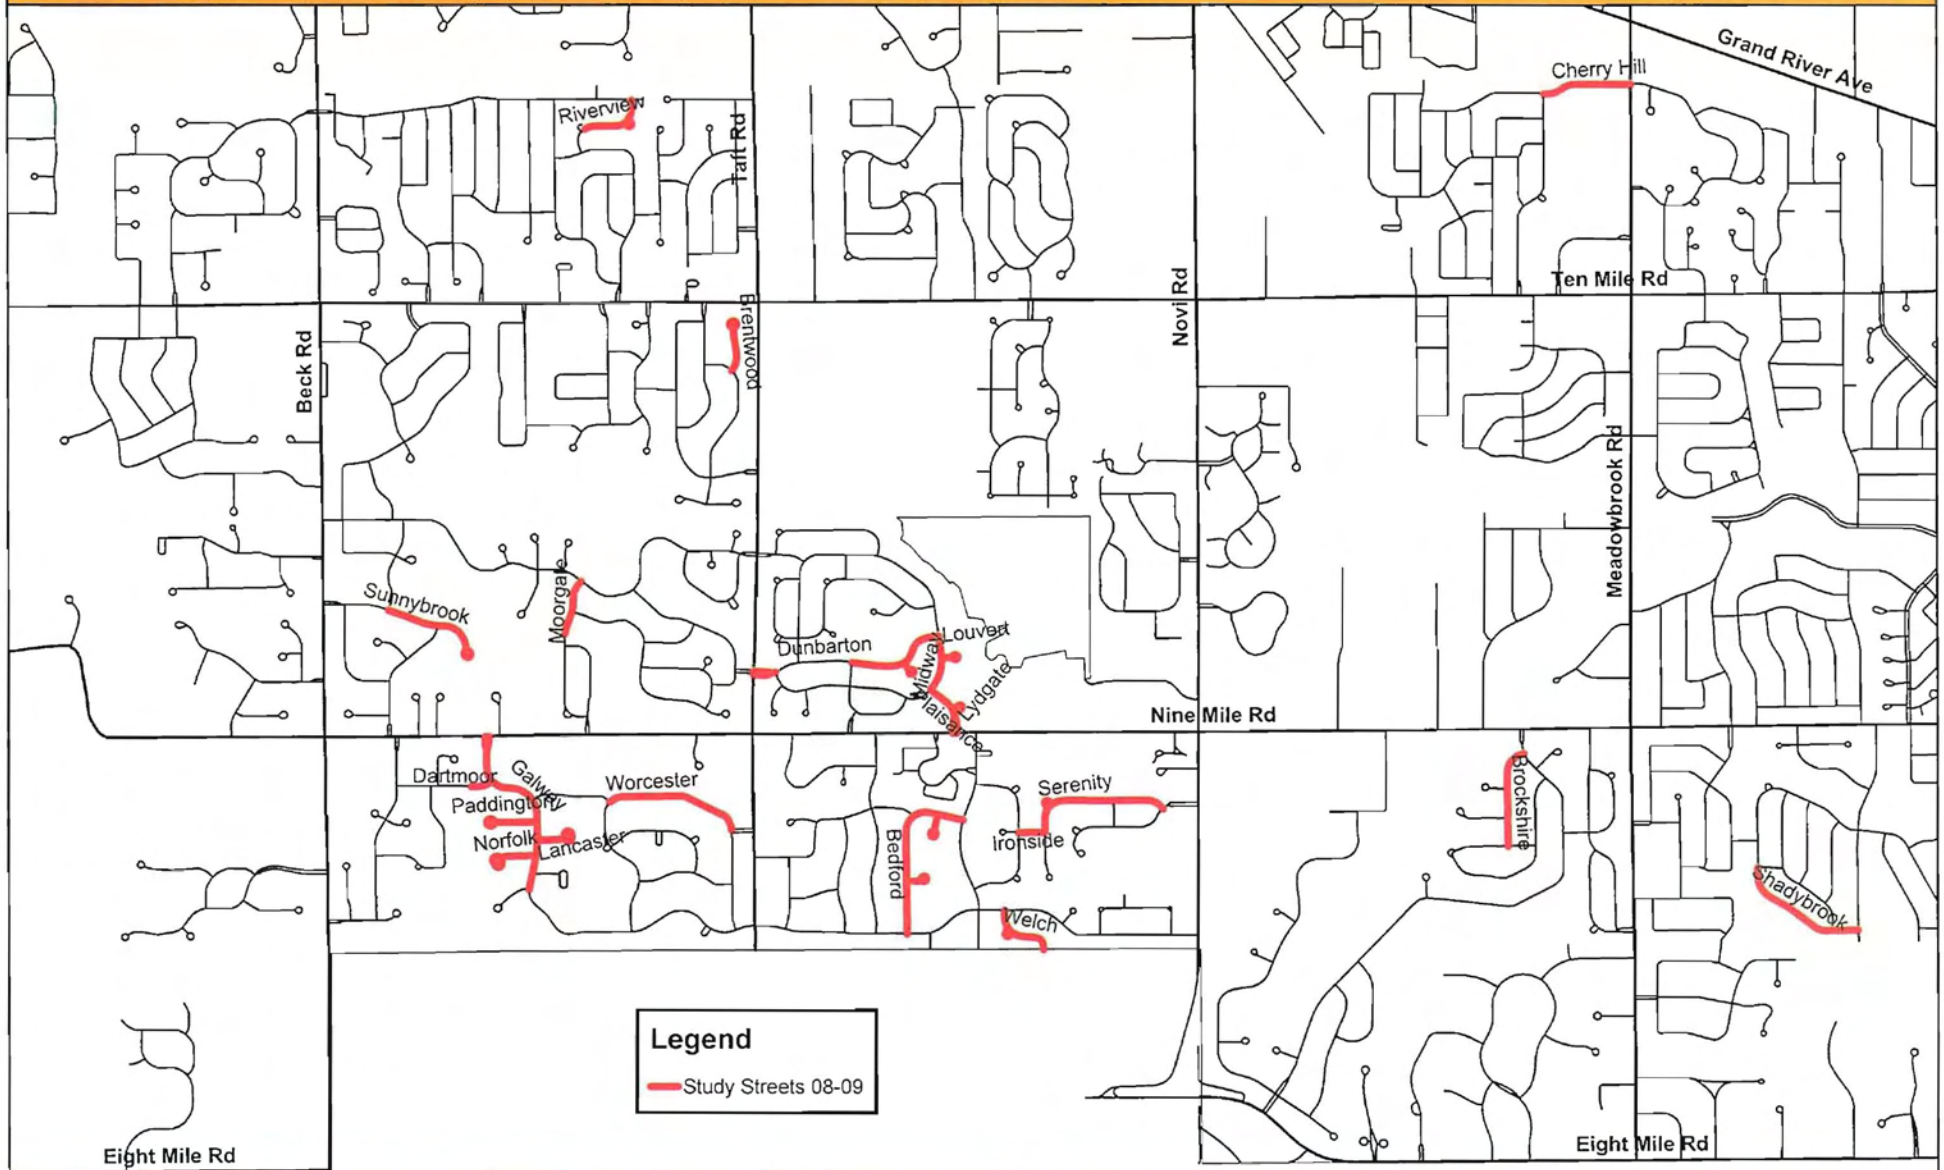 Grand River Ave
Cherry Hill
Riverview
Taft Rd
Ten Mile Rd
Novi Rd
Brentwood
Beck Rd
Meadowbrook Rd
Moorgate
Sunnybrook
Louvert
Dunbarton
Midway
Lydgate
Plaisance
Nine Mile Rd
Dartmoor
Galway
Worcester
Serenity
Paddington
Brockshire
Norfolk
Lancaster
Bedford
Ironside
Shadybrook
Welch
Legend
Study Streets 08-09
Eight Mile Rd
Eight Mile Rd